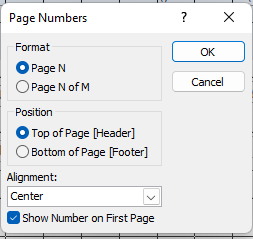 Page Numbers ? ×
Format
Page N
Page N of M
OK
Cancel
Position
Top of Page [Header]
Bottom of Page [Footer]
Alignment:
Center
Show Number on First Page